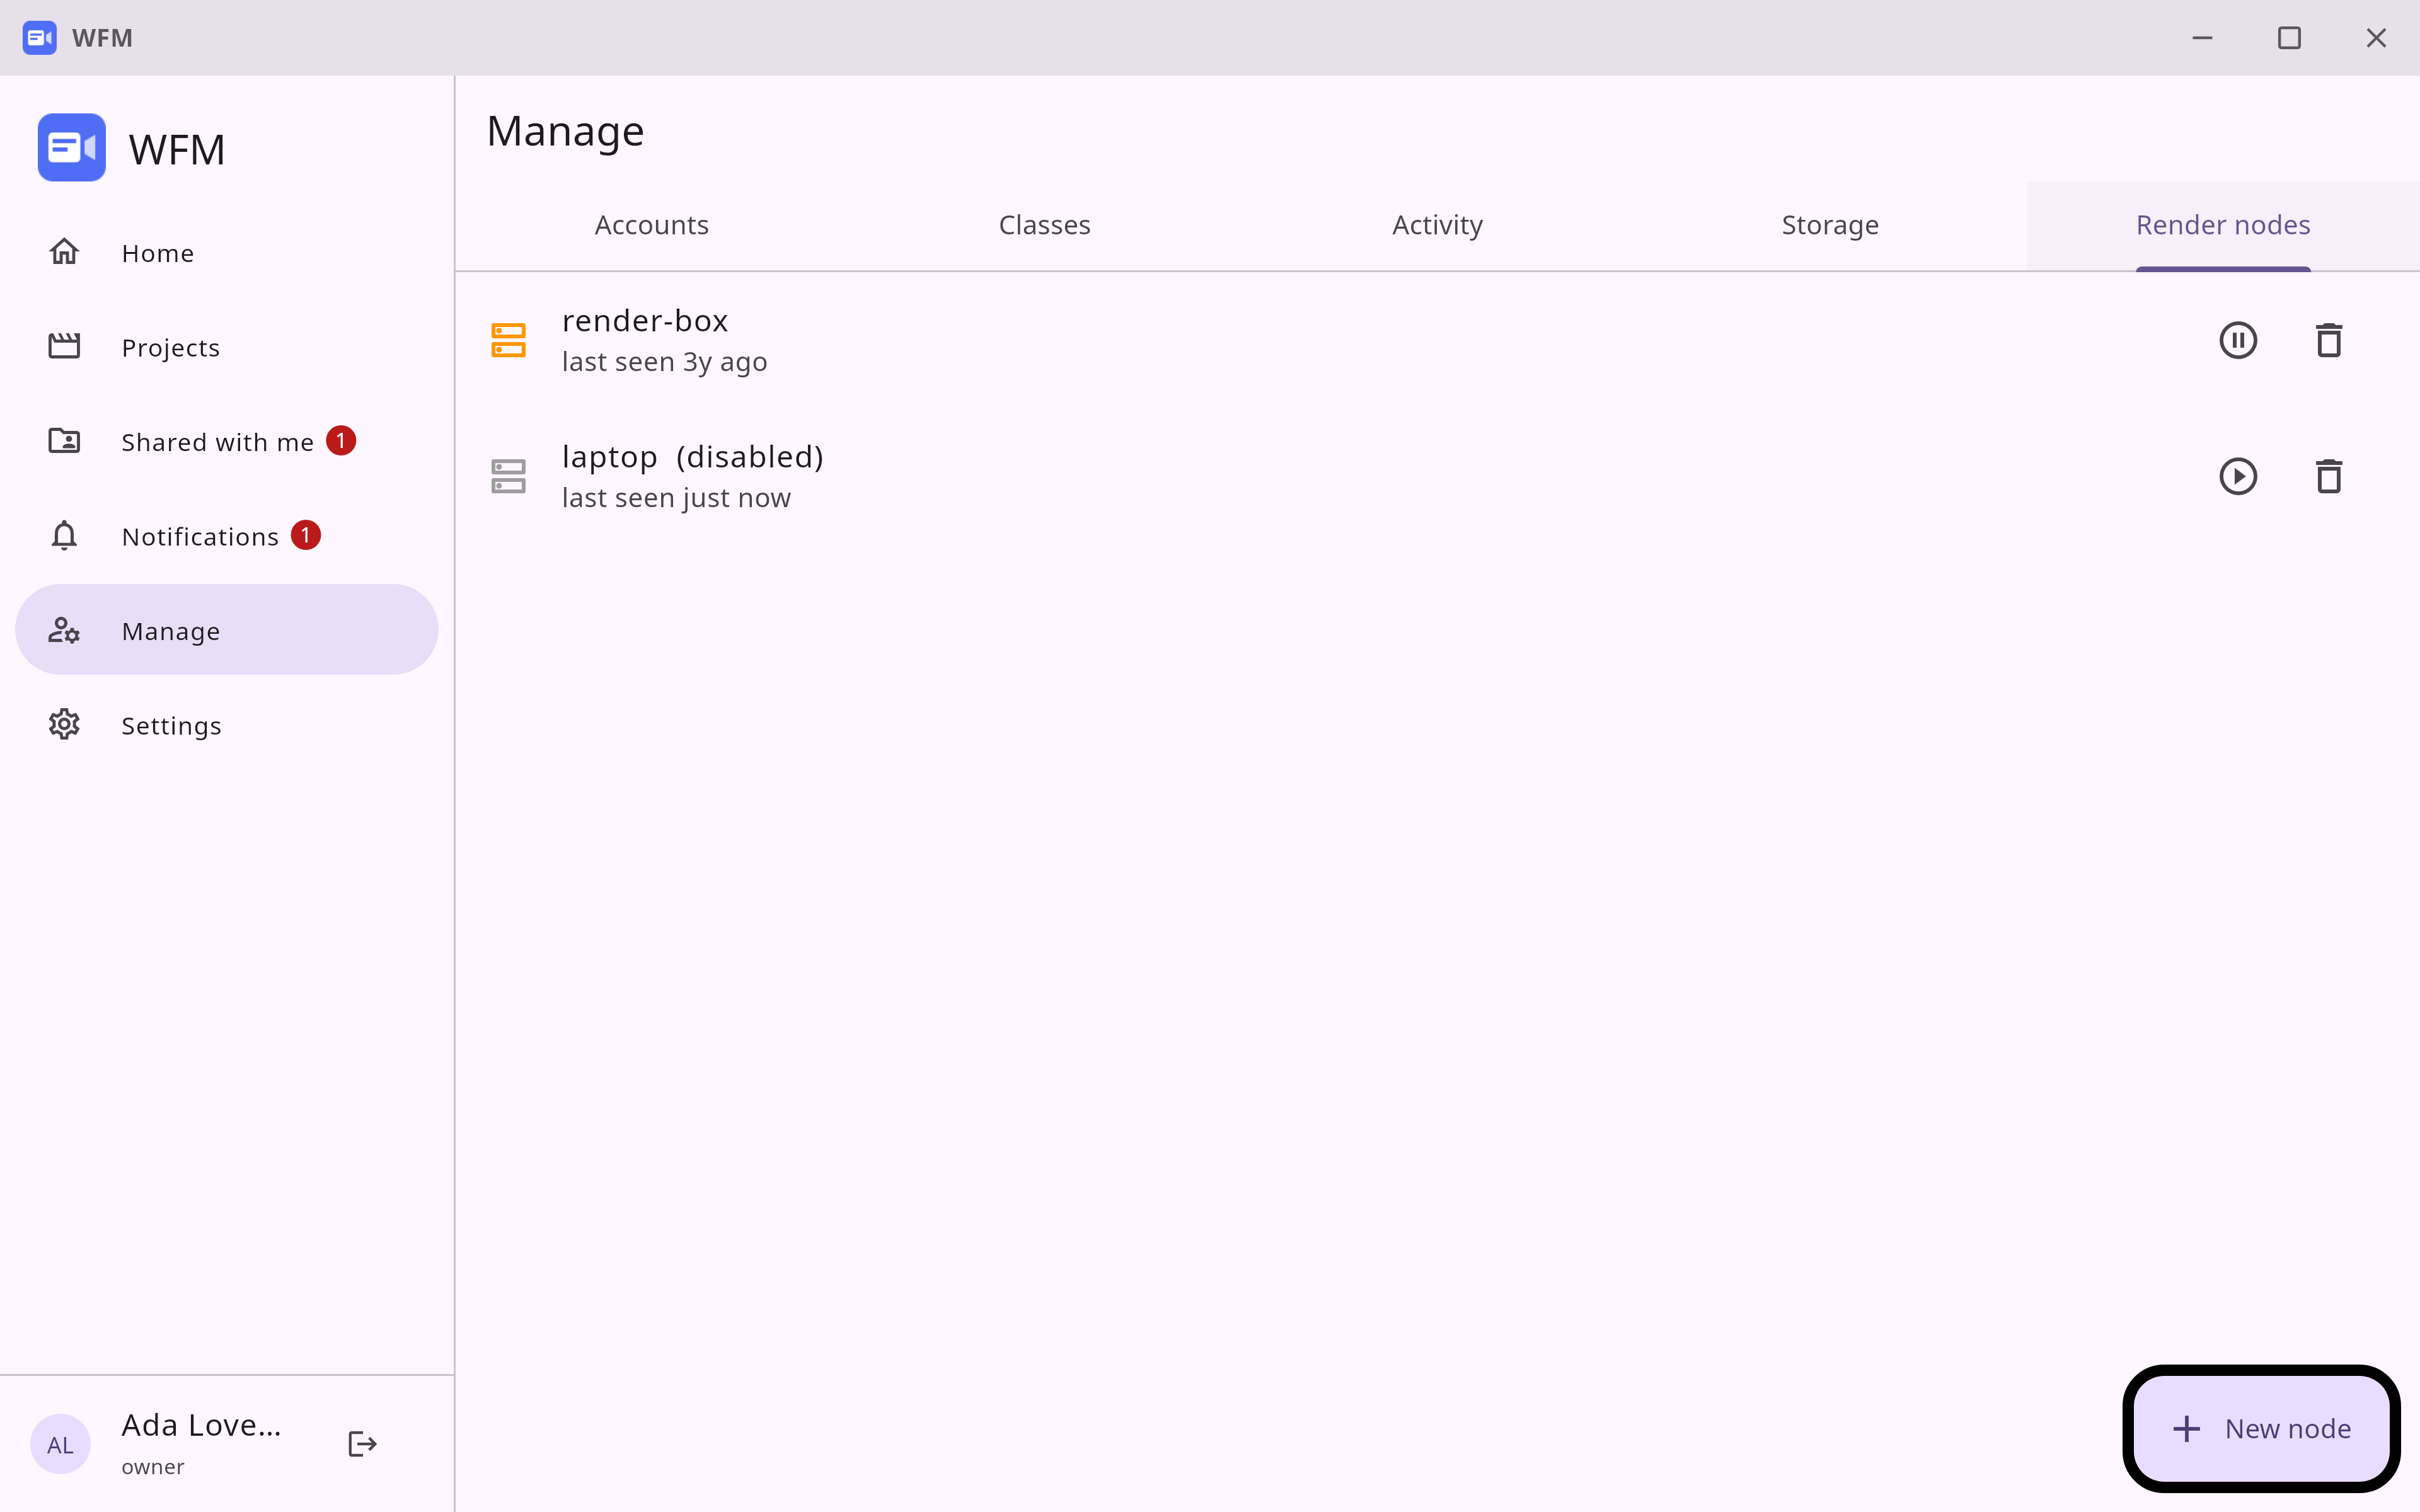 WFM
WFM
Home
Projects
Shared with me 1
Notifications 1
Manage
Settings
AL
Ada Love…
owner
Manage
Accounts
Classes
Activity
Storage
Render nodes
render-box
last seen 3y ago
laptop (disabled)
last seen just now
New node